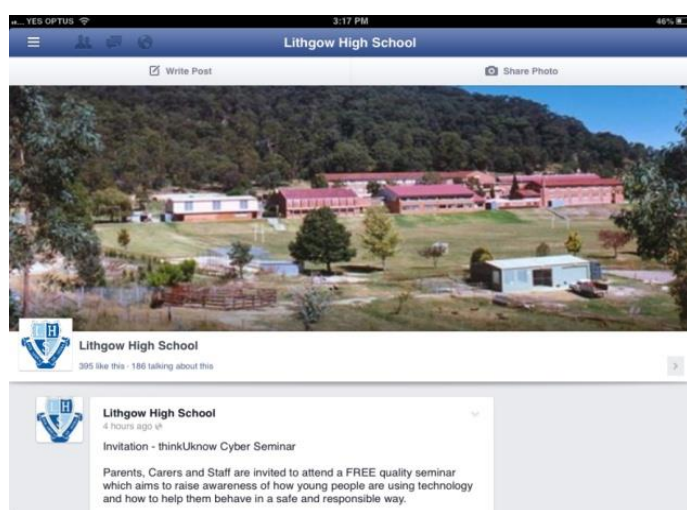 YES OPTUS 3:17 PM 46%
Lithgow High School
Write Post Share Photo
Lithgow High School
395 like this · 186 talking about this
Lithgow High School
4 hours ago
Invitation - thinkUknow Cyber Seminar
Parents, Carers and Staff are invited to attend a FREE quality seminar
which aims to raise awareness of how young people are using technology
and how to help them behave in a safe and responsible way.